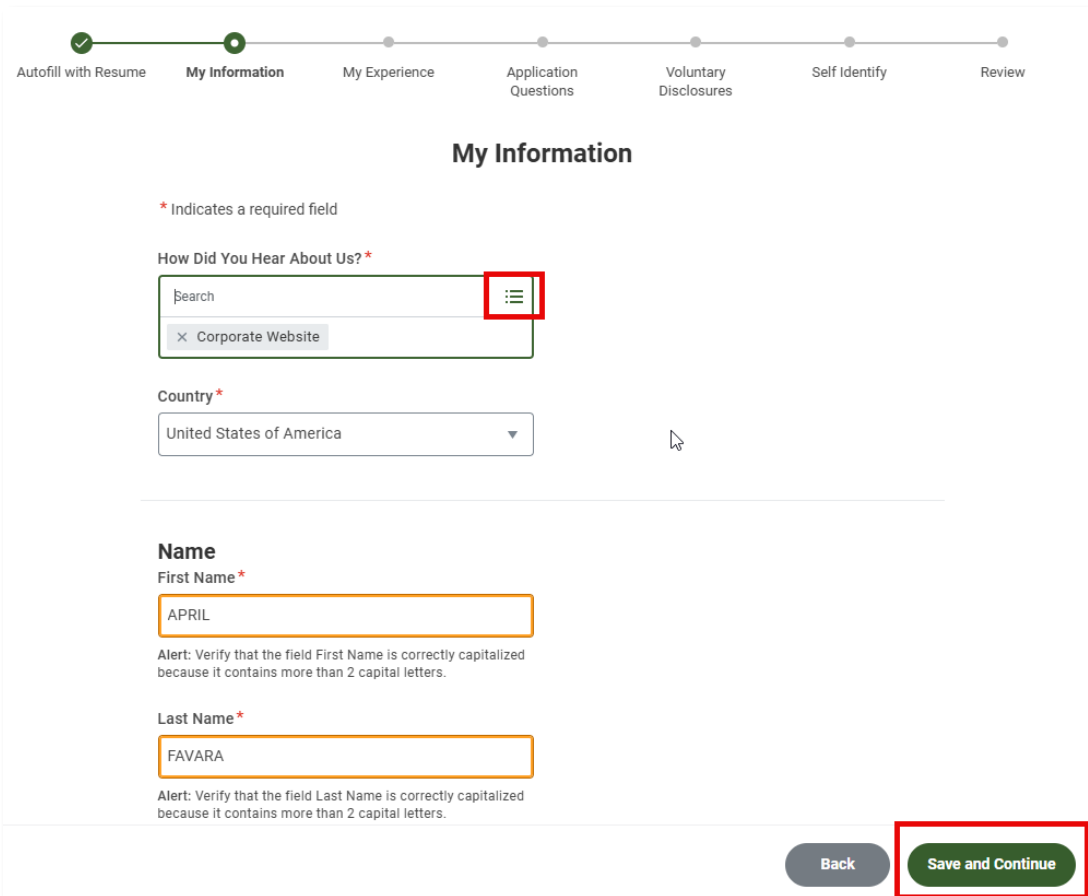 Autofill with Resume
My Information
My Experience
Application
Questions
Voluntary
Disclosures
Self Identify
Review
My Information
* Indicates a required field
How Did You Hear About Us?*
Search
× Corporate Website
Country*
United States of America
Name
First Name*
APRIL
Alert: Verify that the field First Name is correctly capitalized
because it contains more than 2 capital letters.
Last Name*
FAVARA
Alert: Verify that the field Last Name is correctly capitalized
because it contains more than 2 capital letters.
Back
Save and Continue